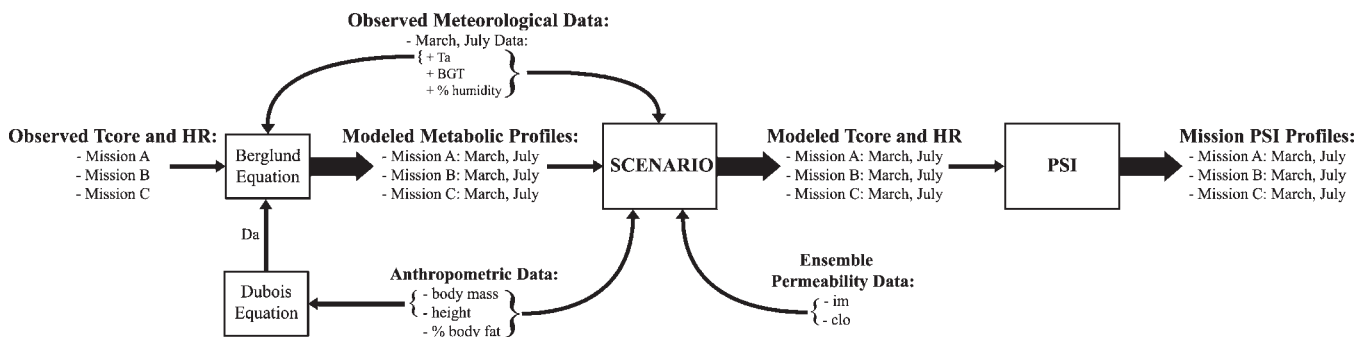 Observed Meteorological Data:
- March, July Data:
+ Ta
+ BGT
+ % humidity
Observed Tcore and HR:
- Mission A
- Mission B
- Mission C
Berglund
Equation
Modeled Metabolic Profiles:
- Mission A: March, July
- Mission B: March, July
- Mission C: March, July
SCENARIO
Modeled Tcore and HR
- Mission A: March, July
- Mission B: March, July
- Mission C: March, July
PSI
Mission PSI Profiles:
- Mission A: March, July
- Mission B: March, July
- Mission C: March, July
Da
Dubois
Equation
Anthropometric Data:
- body mass
- height
- % body fat
Ensemble
Permeability Data:
- im
- clo